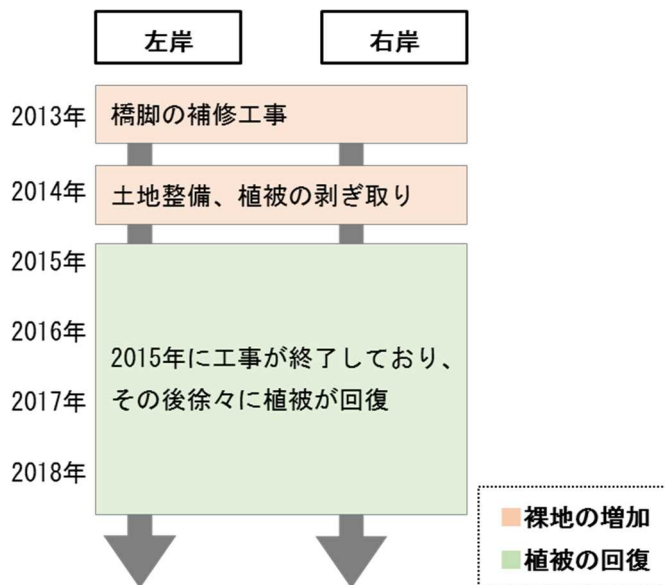 左岸
右岸
2013年
橋脚の補修工事
2014年
土地整備、植被の剥ぎ取り
2015年
2016年
2015年に工事が終了しており、
その後徐々に植被が回復
2017年
2018年
裸地の増加
植被の回復